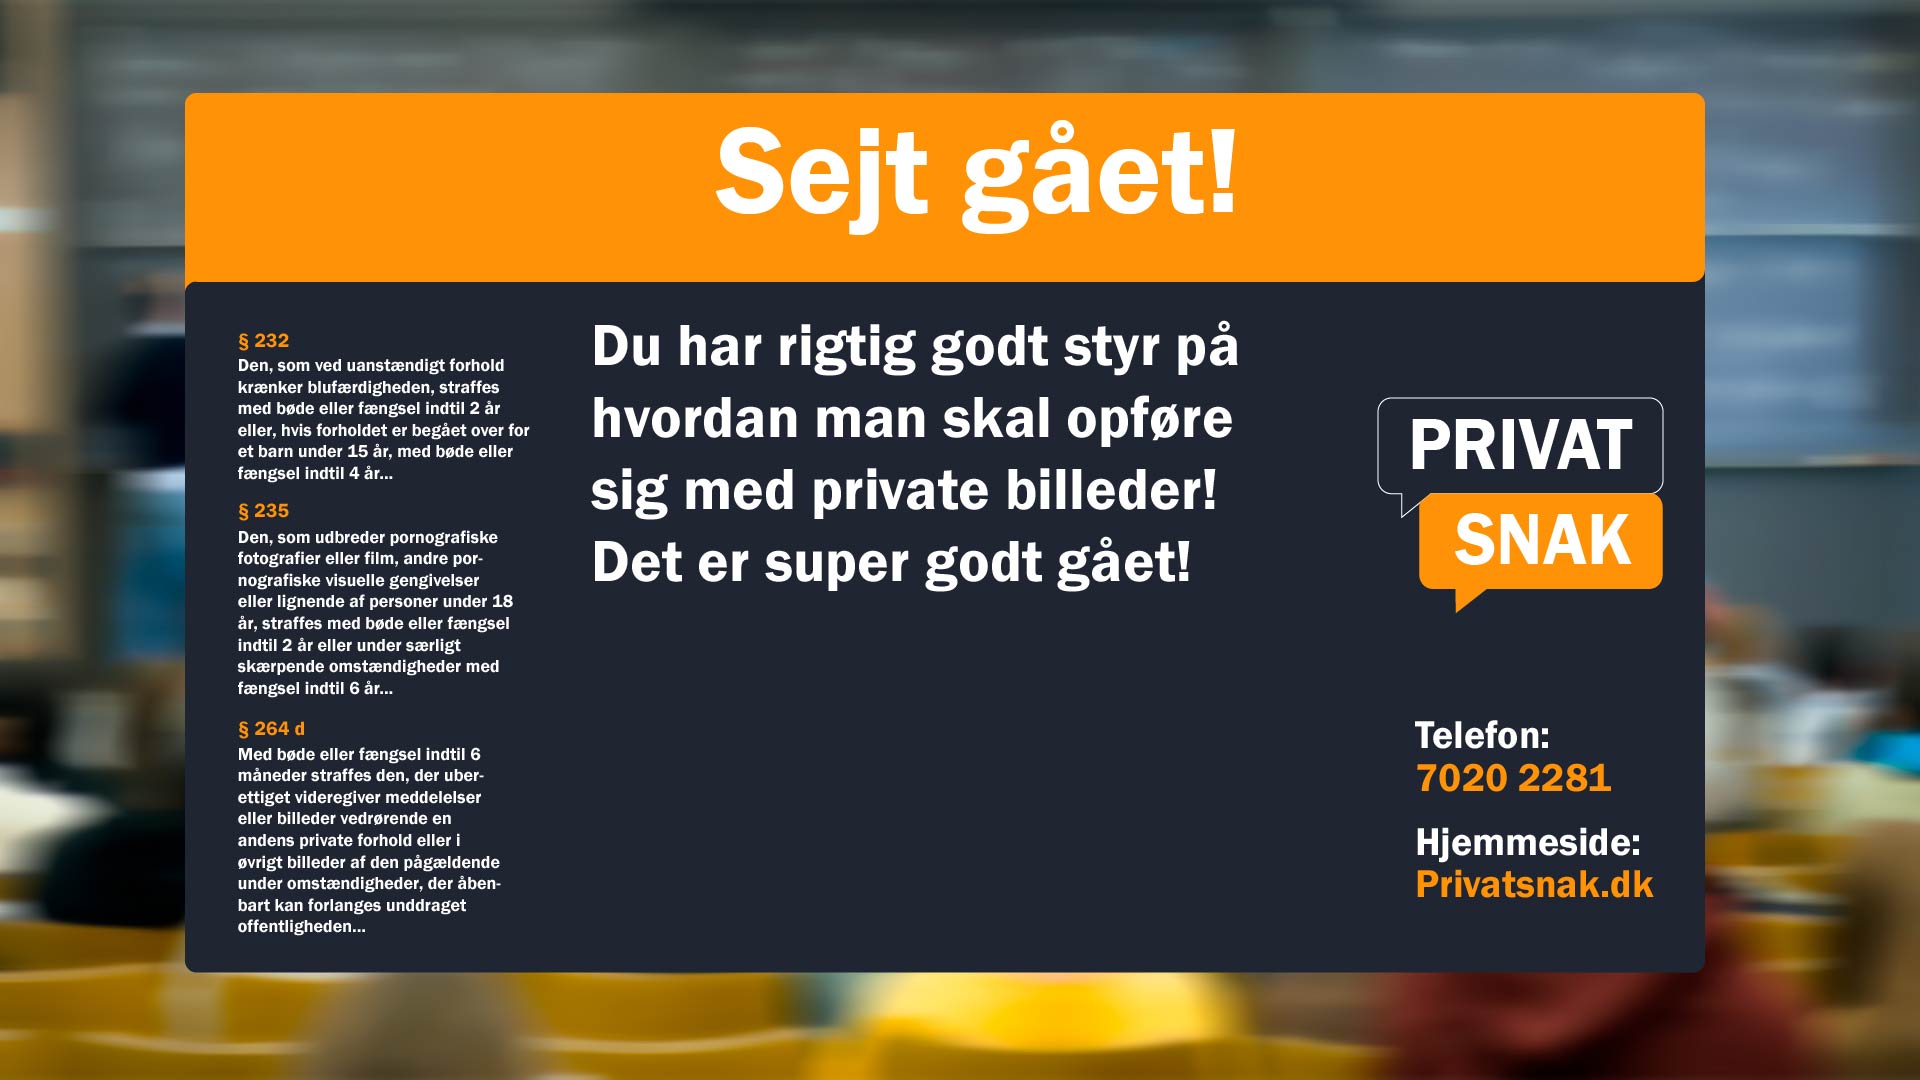 Sejt gået!
§ 232
Den, som ved uanstændigt forhold
krænker blufærdigheden, straffes
med bøde eller fængsel indtil 2 år
eller, hvis forholdet er begået over for
et barn under 15 år, med bøde eller
fængsel indtil 4 år...
§ 235
Den, som udbreder pornografiske
fotografier eller film, andre por-
nografiske visuelle gengivelser
eller lignende af personer under 18
år, straffes med bøde eller fængsel
indtil 2 år eller under særligt
skærpende omstændigheder med
fængsel indtil 6 år...
§ 264 d
Med bøde eller fængsel indtil 6
måneder straffes den, der uber-
ettiget videregiver meddelelser
eller billeder vedrørende en
andens private forhold eller i
øvrigt billeder af den pågældende
under omstændigheder, der åben-
bart kan forlanges unddraget
offentligheden...
Du har rigtig godt styr på
hvordan man skal opføre
sig med private billeder!
Det er super godt gået!
PRIVAT
SNAK
Telefon:
7020 2281
Hjemmeside:
Privatsnak.dk